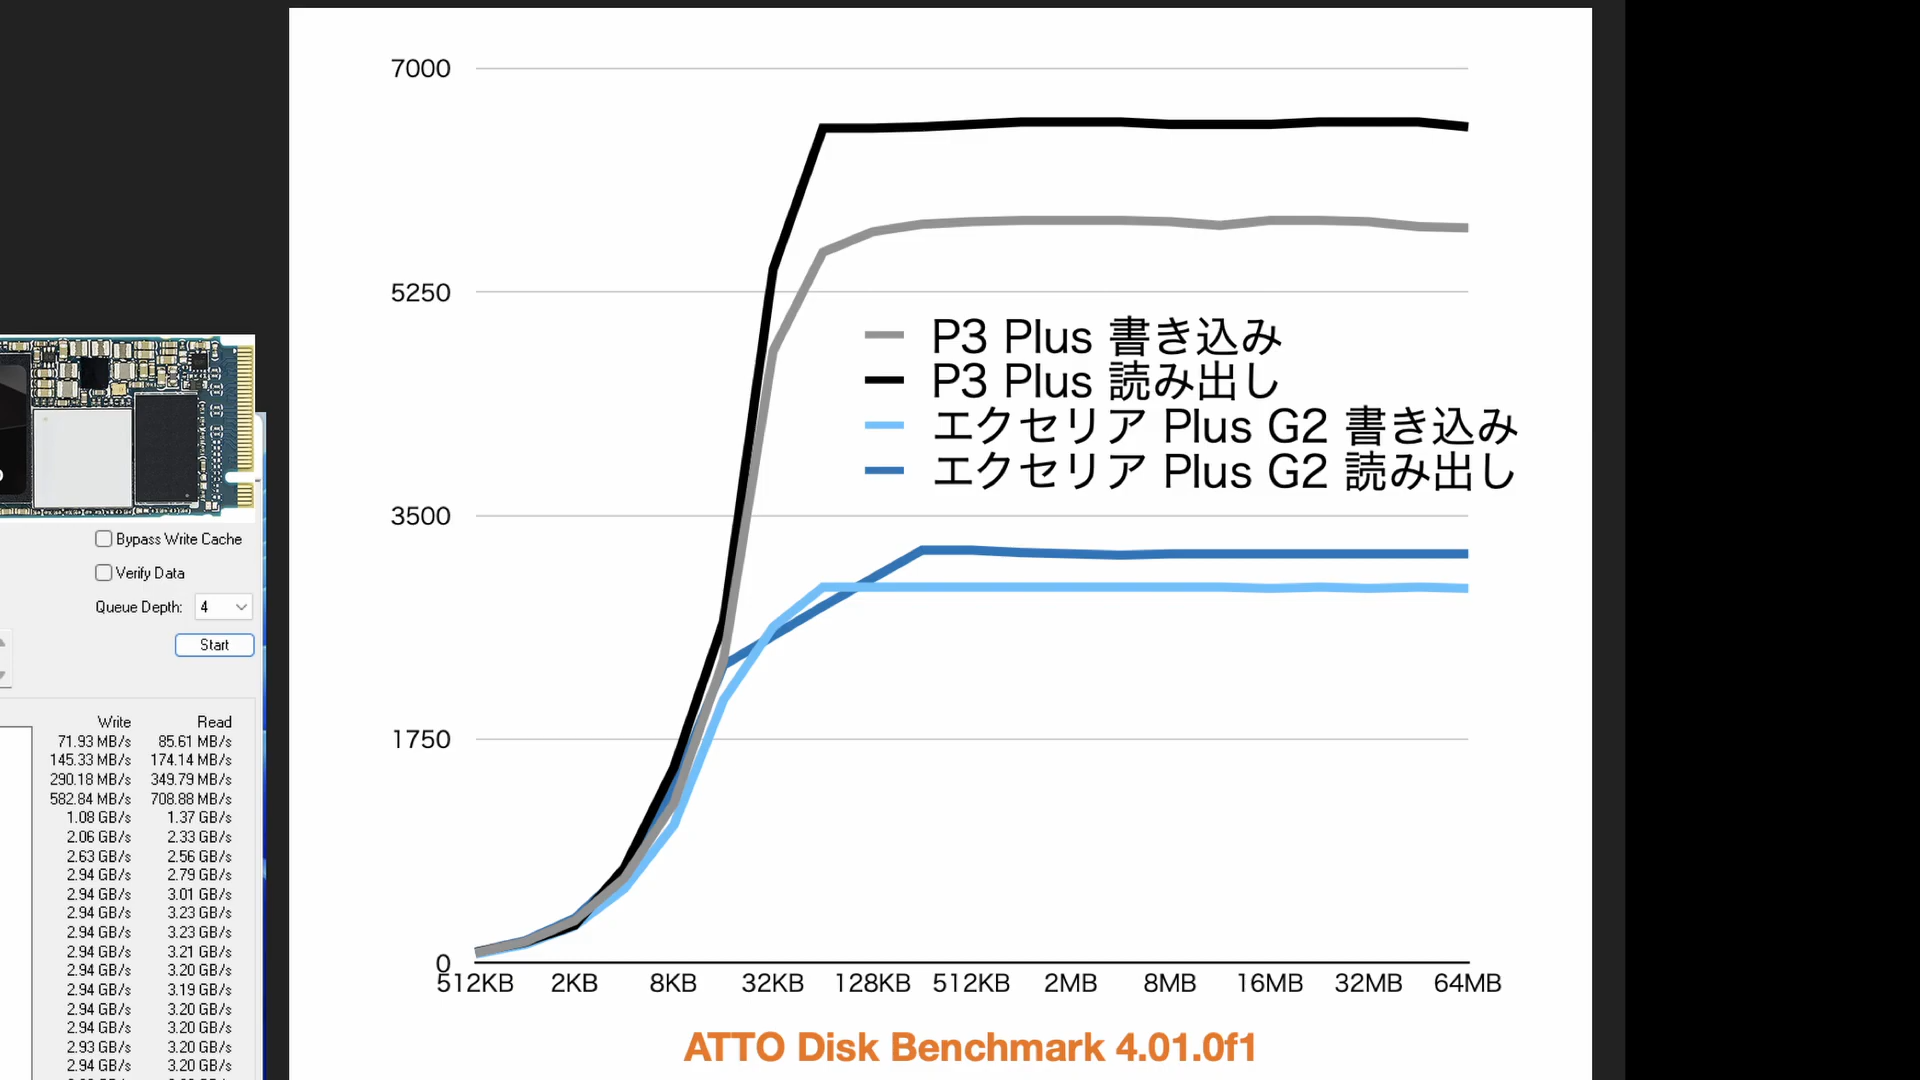 7000
5250
3500
1750
0
P3 Plus 書き込み
P3 Plus 読み出し
エクセリア Plus G2 書き込み
エクセリア Plus G2 読み出し
512KB 2KB 8KB 32KB 128KB 512KB 2MB 8MB 16MB 32MB 64MB
ATTO Disk Benchmark 4.01.0f1
Bypass Write Cache
Verify Data
Queue Depth: 4
Start
Write Read
71.93 MB/s 85.61 MB/s
145.33 MB/s 174.14 MB/s
290.18 MB/s 349.79 MB/s
582.84 MB/s 708.88 MB/s
1.08 GB/s 1.37 GB/s
2.06 GB/s 2.33 GB/s
2.63 GB/s 2.56 GB/s
2.94 GB/s 2.79 GB/s
2.94 GB/s 3.01 GB/s
2.94 GB/s 3.23 GB/s
2.94 GB/s 3.23 GB/s
2.94 GB/s 3.21 GB/s
2.94 GB/s 3.20 GB/s
2.94 GB/s 3.19 GB/s
2.94 GB/s 3.20 GB/s
2.94 GB/s 3.20 GB/s
2.93 GB/s 3.20 GB/s
2.94 GB/s 3.20 GB/s